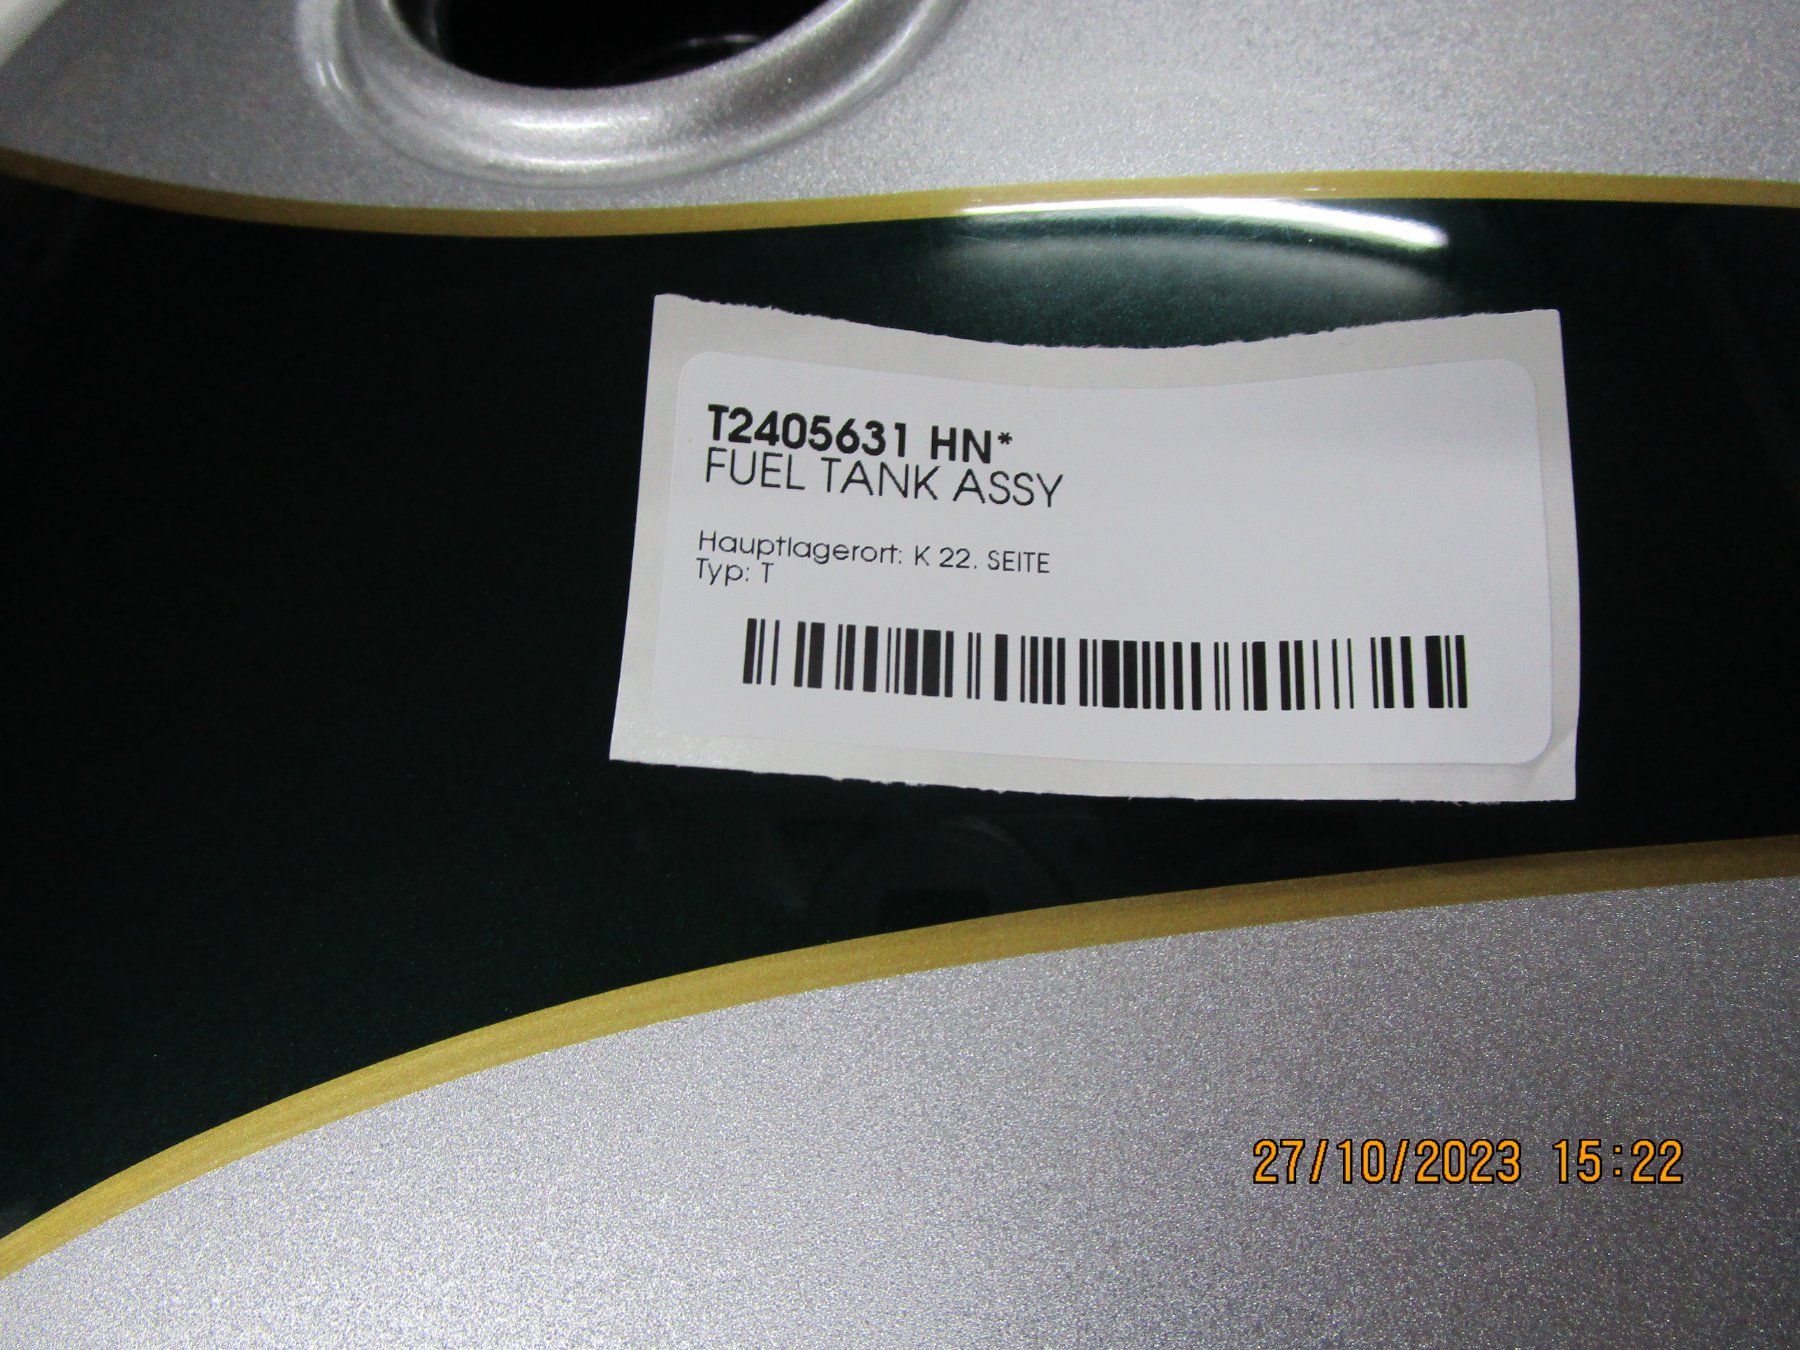 T2405631 HN*
FUEL TANK ASSY
Hauptlagerort: K 22. SEITE
Typ: T
27/10/2023 15:22